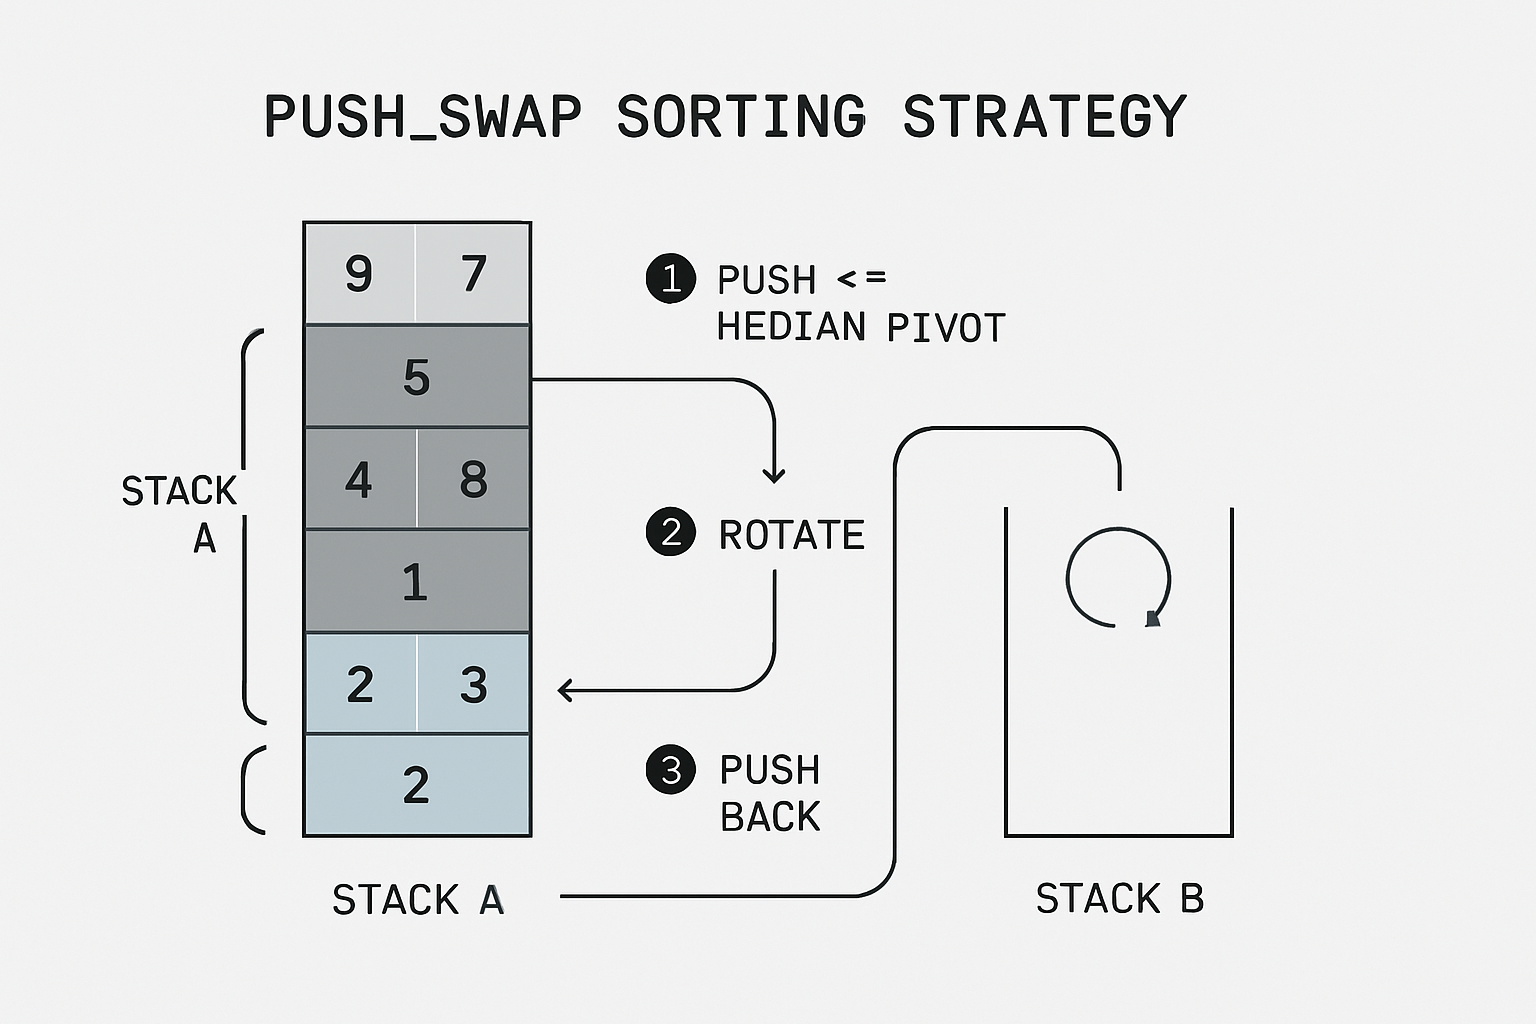 PUSH_SWAP SORTING STRATEGY
9 7
5
4 8
1
2 3
2
STACK
A
STACK A
1 PUSH <=
HEDIAN PIVOT
2 ROTATE
3 PUSH
BACK
STACK B